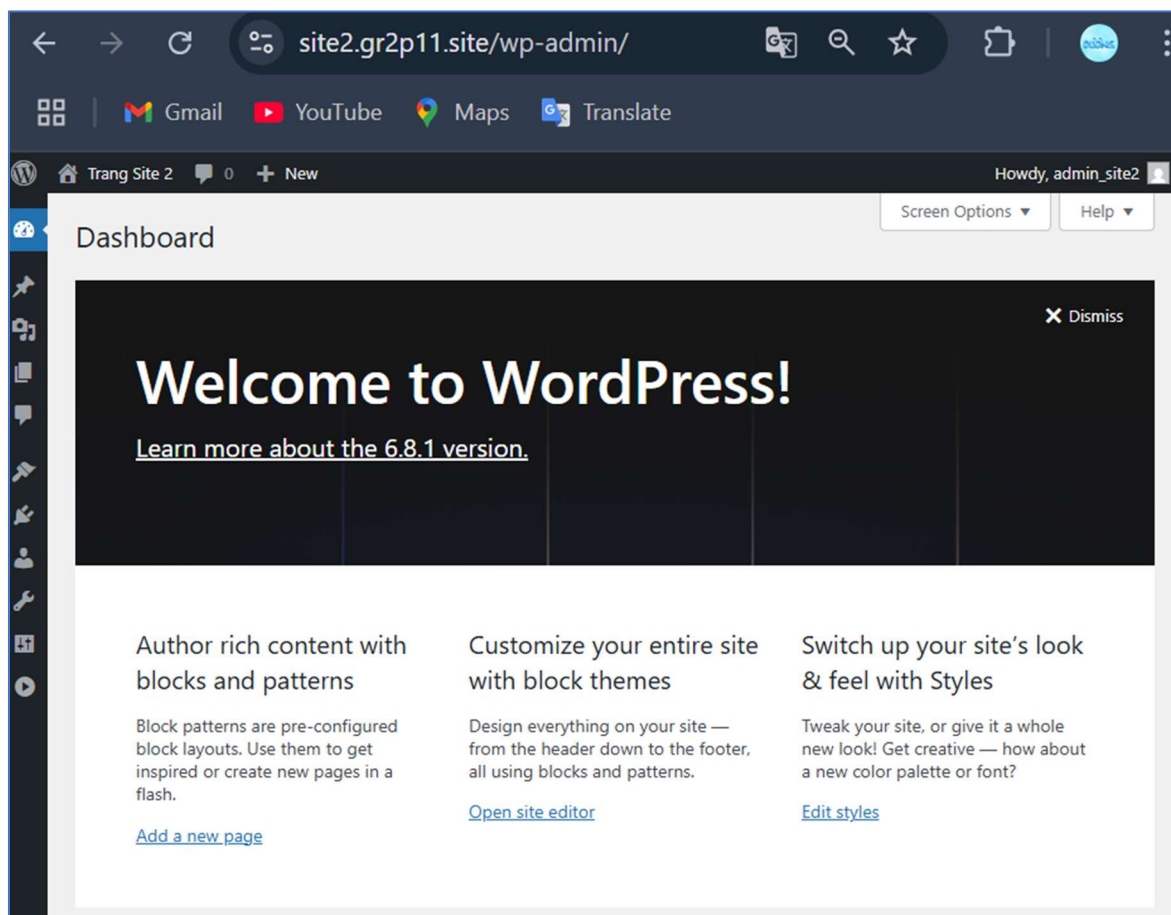 site2.gr2p11.site/wp-admin/
Gmail YouTube Maps Translate
Trang Site 2 0 + New Howdy, admin_site2
Screen Options ▼ Help ▼
Dashboard
Dismiss
Welcome to WordPress!
Learn more about the 6.8.1 version.
Author rich content with
blocks and patterns
Block patterns are pre-configured
block layouts. Use them to get
inspired or create new pages in a
flash.
Add a new page
Customize your entire site
with block themes
Design everything on your site —
from the header down to the footer,
all using blocks and patterns.
Open site editor
Switch up your site’s look
& feel with Styles
Tweak your site, or give it a whole
new look! Get creative — how about
a new color palette or font?
Edit styles